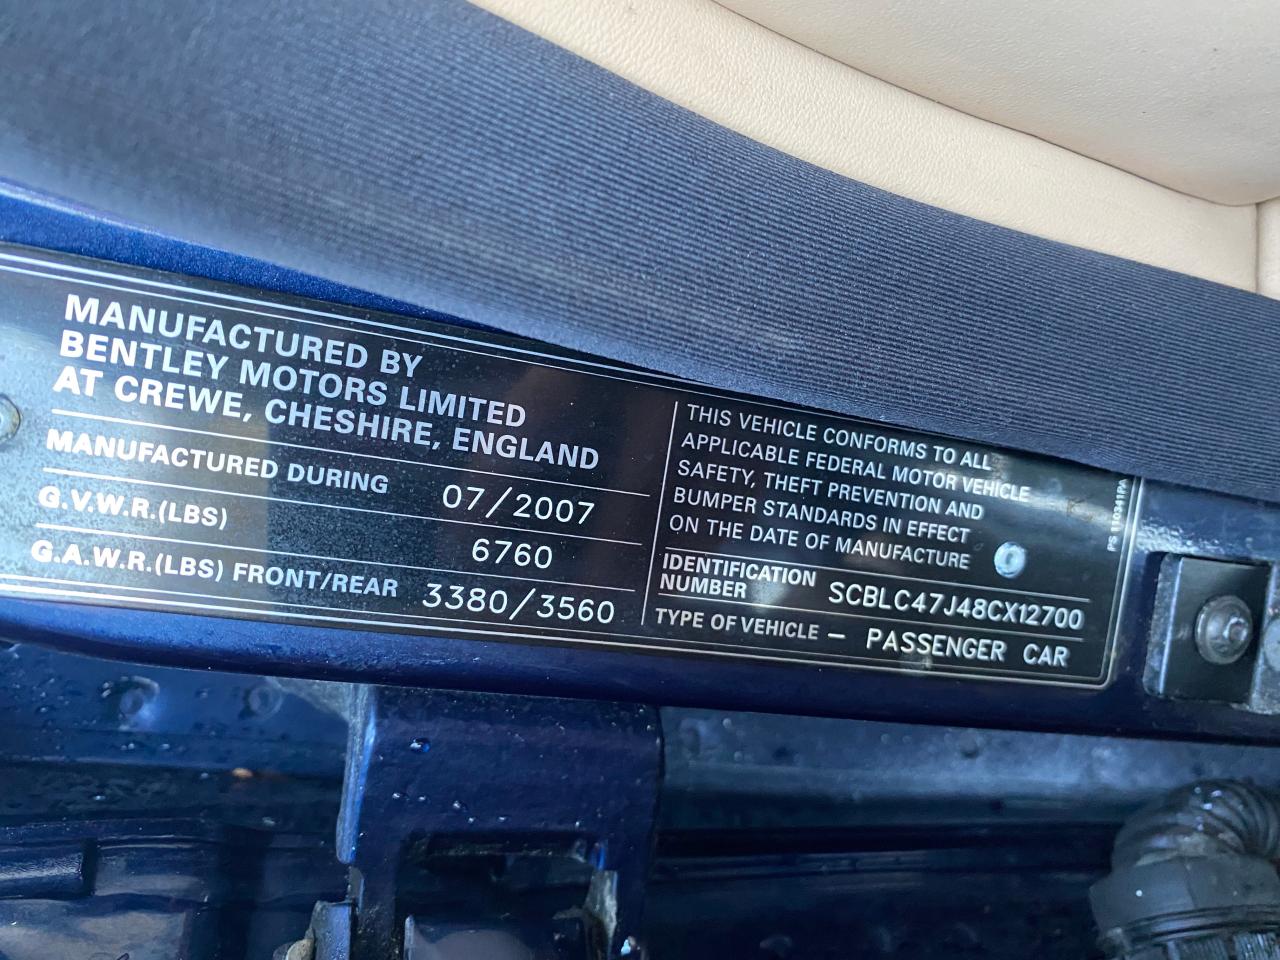 MANUFACTURED BY
BENTLEY MOTORS LIMITED
AT CREWE, CHESHIRE, ENGLAND
MANUFACTURED DURING 07/2007
G.V.W.R.(LBS) 6760
G.A.W.R.(LBS) FRONT/REAR 3380/3560
THIS VEHICLE CONFORMS TO ALL
APPLICABLE FEDERAL MOTOR VEHICLE
SAFETY, THEFT PREVENTION AND
BUMPER STANDARDS IN EFFECT
ON THE DATE OF MANUFACTURE
IDENTIFICATION
NUMBER SCBLC47J48CX12700
TYPE OF VEHICLE – PASSENGER CAR